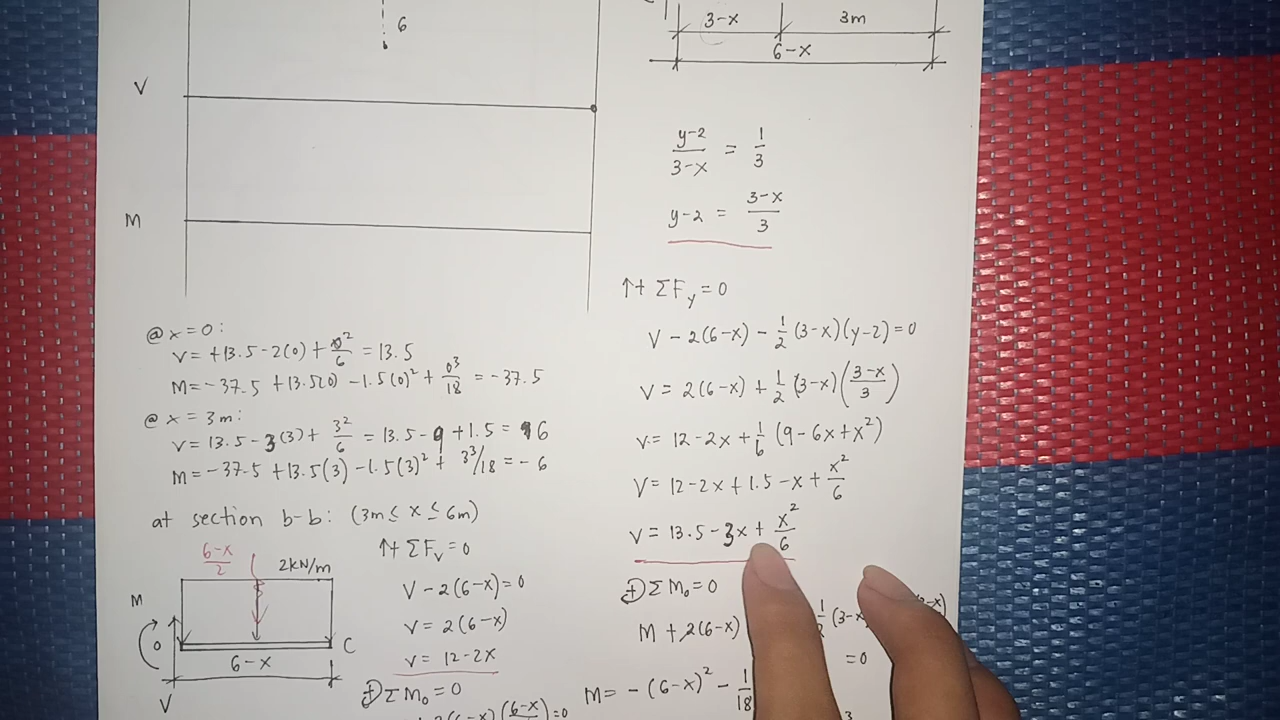 6
V
M
@ x=0:
V = +13.5-2(0) + 0²/6 = 13.5
M = -37.5 + 13.5(0) -1.5(0)² + 0³/18 = -37.5
@ x = 3m:
V = 13.5-3(3) + 3²/6 = 13.5-9+1.5 = 6
M = -37.5 + 13.5(3) -1.5(3)² + 3³/18 = -6
at section b-b: (3m ≤ x ≤ 6m)
6-x/2
2kN/m
M
0
C
6-x
V
↑+ ΣFv = 0
V - 2(6-x) = 0
V = 2(6-x)
V = 12-2x
+ ΣMo = 0
3-x
3m
6-x
y-2/3-x = 1/3
y-2 = 3-x/3
↑+ ΣFy = 0
V - 2(6-x) - 1/2 (3-x)(y-2) = 0
V = 2(6-x) + 1/2 (3-x)(3-x/3)
V = 12-2x + 1/6 (9-6x+x²)
V = 12-2x+1.5-x+ x²/6
V = 13.5-3x + x²/6
+ ΣMo = 0
M + 2(6-x)
=0
M = -(6-x)² - 1/18